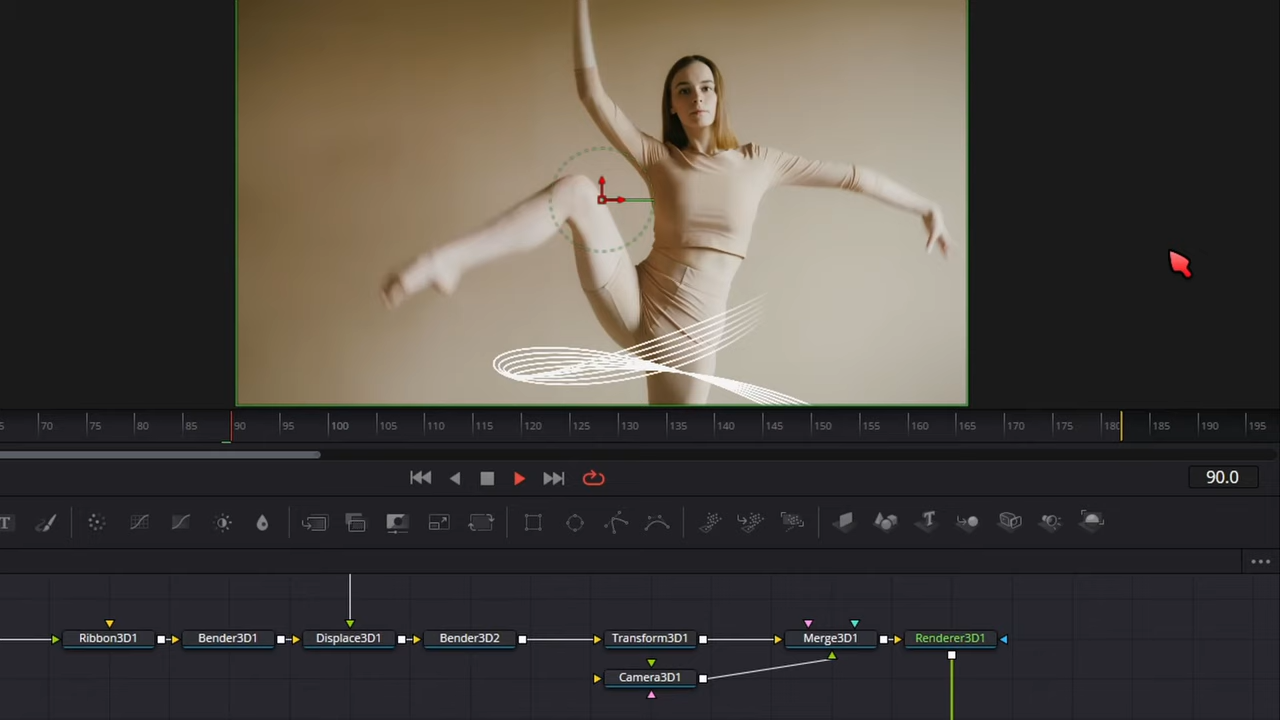 70 75 80 85 90 95 100 105 110 115 120 125 130 135 140 145 150 155 160 165 170 175 180 185 190 195
90.0
T
T
Ribbon3D1 Bender3D1 Displace3D1 Bender3D2 Transform3D1 Merge3D1 Renderer3D1
Camera3D1